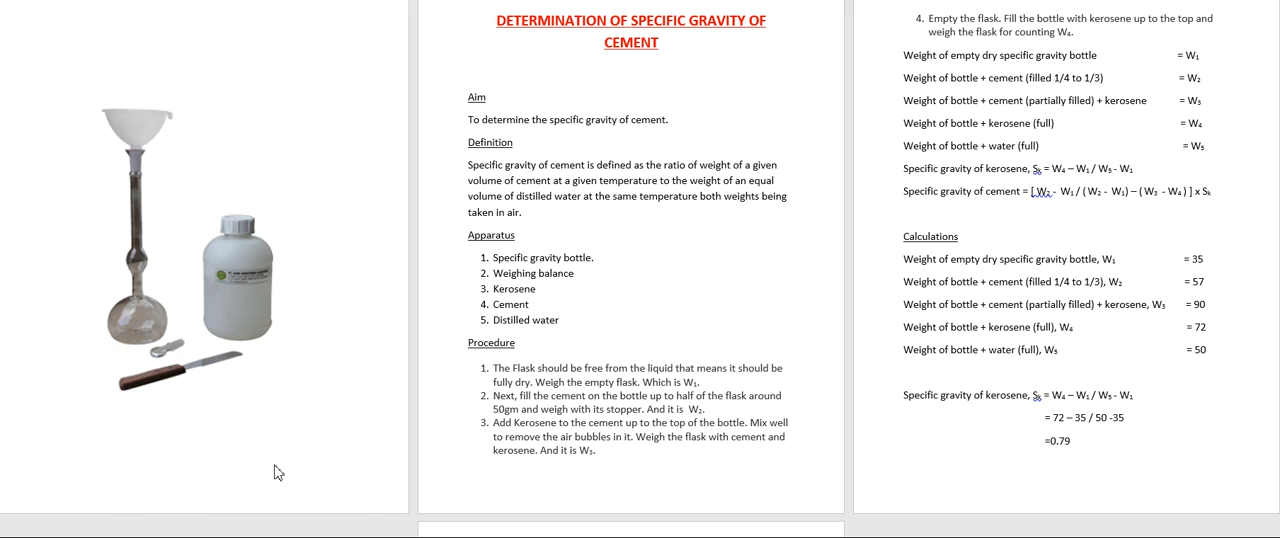 DETERMINATION OF SPECIFIC GRAVITY OF
CEMENT
Aim
To determine the specific gravity of cement.
Definition
Specific gravity of cement is defined as the ratio of weight of a given
volume of cement at a given temperature to the weight of an equal
volume of distilled water at the same temperature both weights being
taken in air.
Apparatus
1. Specific gravity bottle.
2. Weighing balance
3. Kerosene
4. Cement
5. Distilled water
Procedure
1. The Flask should be free from the liquid that means it should be
fully dry. Weigh the empty flask. Which is W₁.
2. Next, fill the cement on the bottle up to half of the flask around
50gm and weigh with its stopper. And it is W₂.
3. Add Kerosene to the cement up to the top of the bottle. Mix well
to remove the air bubbles in it. Weigh the flask with cement and
kerosene. And it is W₃.
4. Empty the flask. Fill the bottle with kerosene up to the top and
weigh the flask for counting W₄.
Weight of empty dry specific gravity bottle = W₁
Weight of bottle + cement (filled 1/4 to 1/3) = W₂
Weight of bottle + cement (partially filled) + kerosene = W₃
Weight of bottle + kerosene (full) = W₄
Weight of bottle + water (full) = W₅
Specific gravity of kerosene, Sₖ = W₄ – W₁ / W₅ - W₁
Specific gravity of cement = [ W₂ - W₁ / ( W₂ - W₁) – ( W₃ - W₄ ) ] x Sₖ
Calculations
Weight of empty dry specific gravity bottle, W₁ = 35
Weight of bottle + cement (filled 1/4 to 1/3), W₂ = 57
Weight of bottle + cement (partially filled) + kerosene, W₃ = 90
Weight of bottle + kerosene (full), W₄ = 72
Weight of bottle + water (full), W₅ = 50
Specific gravity of kerosene, Sₖ = W₄ – W₁ / W₅ - W₁
= 72 – 35 / 50 -35
=0.79